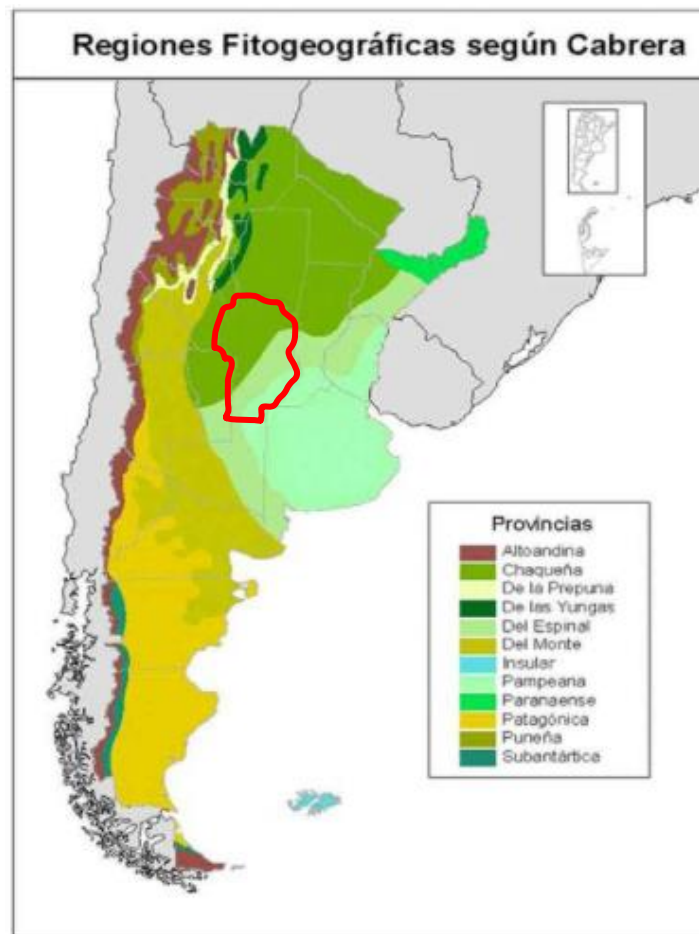 Regiones Fitogeográficas según Cabrera
Provincias
Altoandina
Chaqueña
De la Prepuna
De las Yungas
Del Espinal
Del Monte
Insular
Pampeana
Paranaense
Patagónica
Puneña
Subantártica